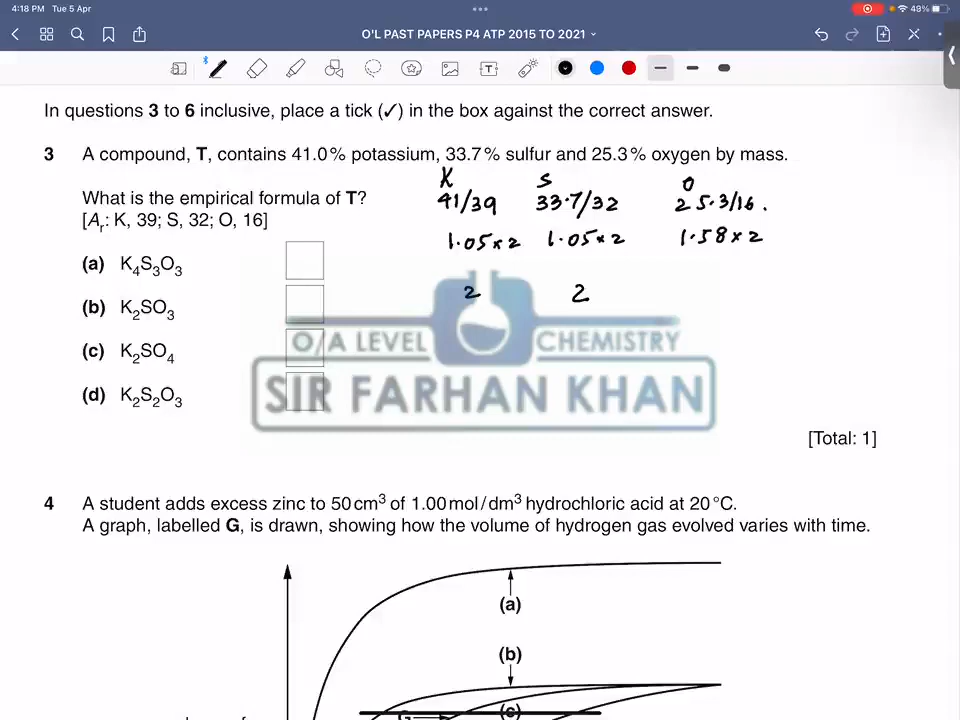 4:18 PM Tue 5 Apr
49%
O'L PAST PAPERS P4 ATP 2015 TO 2021
In questions 3 to 6 inclusive, place a tick (✓) in the box against the correct answer.
3 A compound, T, contains 41.0% potassium, 33.7% sulfur and 25.3% oxygen by mass.
K S O
What is the empirical formula of T?
41/39 33.7/32 25.3/16.
[Aᵣ: K, 39; S, 32; O, 16]
1.05×2 1.05×2 1.58×2
(a) K₄S₃O₃
2 2
(b) K₂SO₃
O/A LEVEL CHEMISTRY
(c) K₂SO₄
SIR FARHAN KHAN
(d) K₂S₂O₃
[Total: 1]
4 A student adds excess zinc to 50 cm³ of 1.00 mol/dm³ hydrochloric acid at 20 °C.
A graph, labelled G, is drawn, showing how the volume of hydrogen gas evolved varies with time.
(a)
(b)
(c)